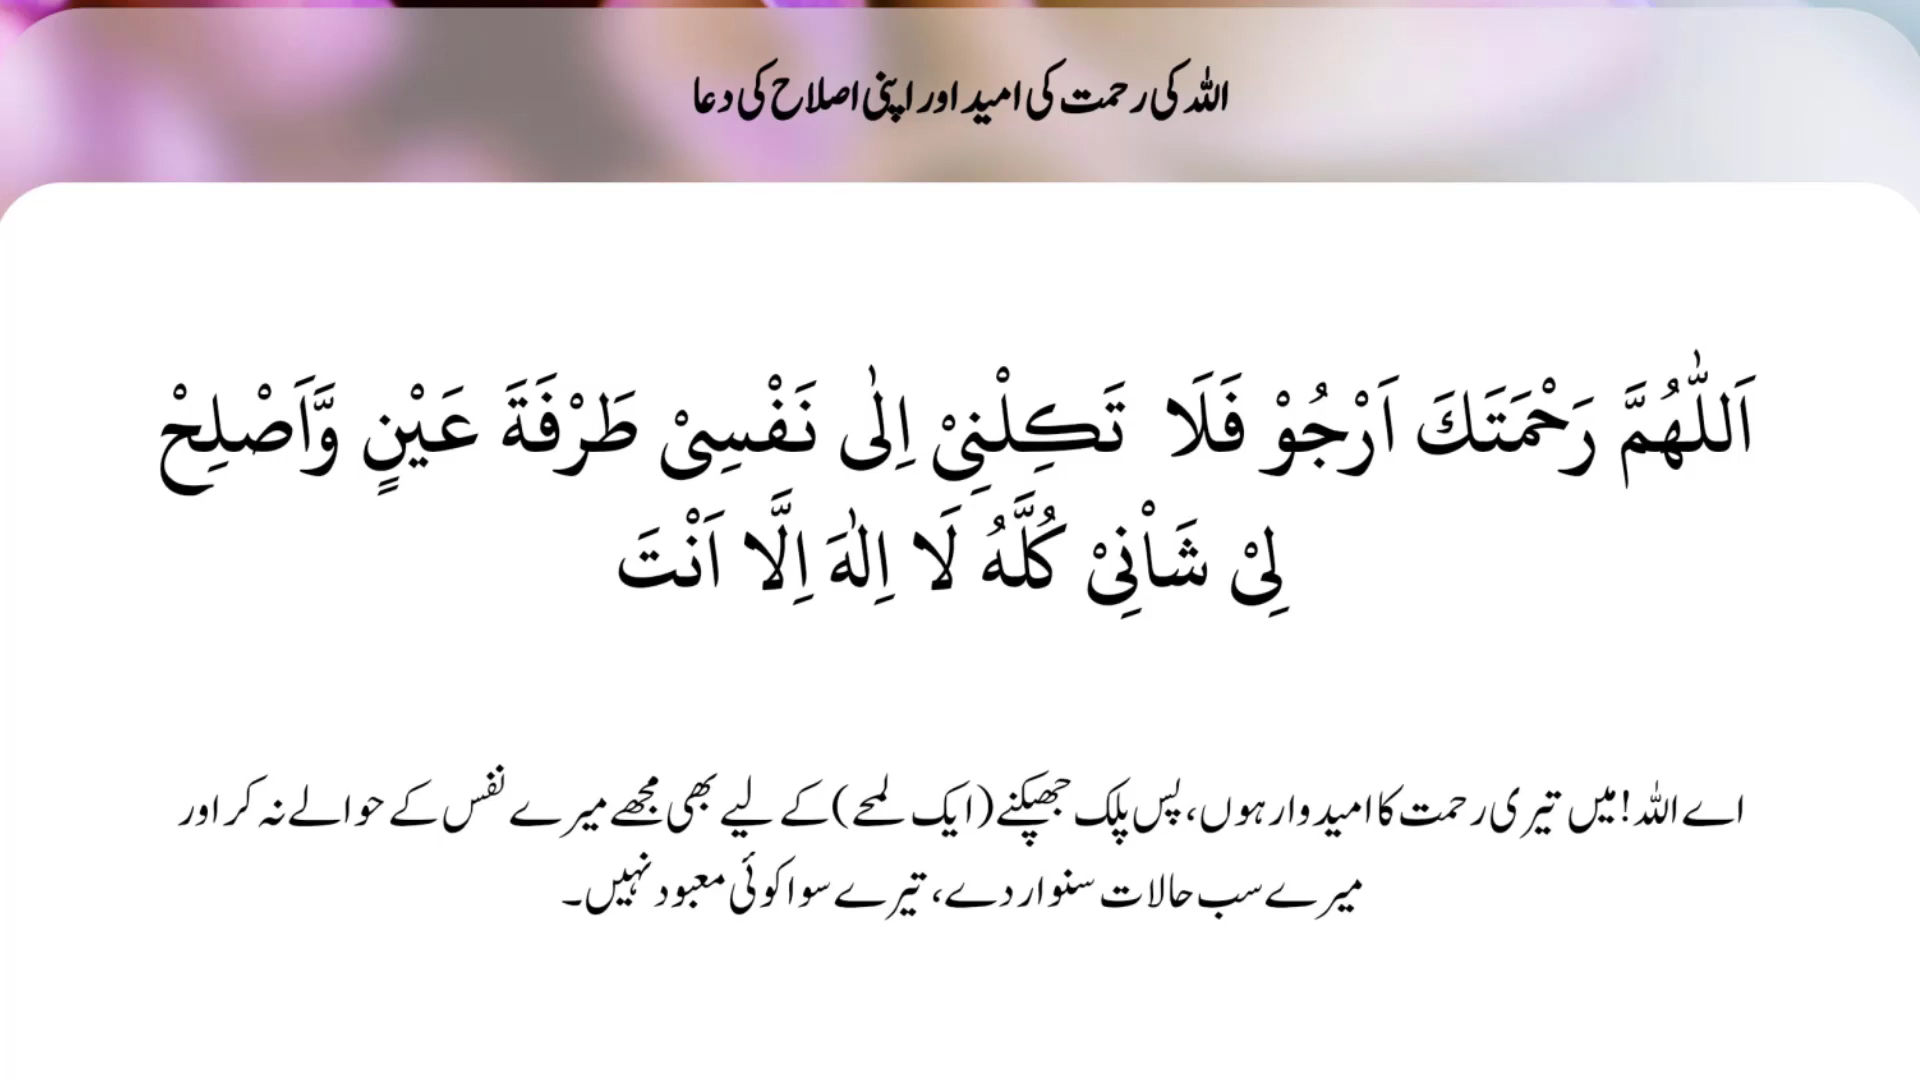 اللہ کی رحمت کی امید اور اپنی اصلاح کی دعا
اَللّٰهُمَّ رَحْمَتَكَ اَرْجُوْ فَلَا تَكِلْنِیْ اِلٰی نَفْسِیْ طَرْفَةَ عَیْنٍ وَّاَصْلِحْ
لِیْ شَاْنِیْ كُلَّهُ لَا اِلٰهَ اِلَّا اَنْتَ
اے اللہ! میں تیری رحمت کا امیدوار ہوں، پس پلک جھپکنے (ایک لمحے) کے لیے بھی مجھے میرے نفس کے حوالے نہ کر اور
میرے سب حالات سنوار دے، تیرے سوا کوئی معبود نہیں۔